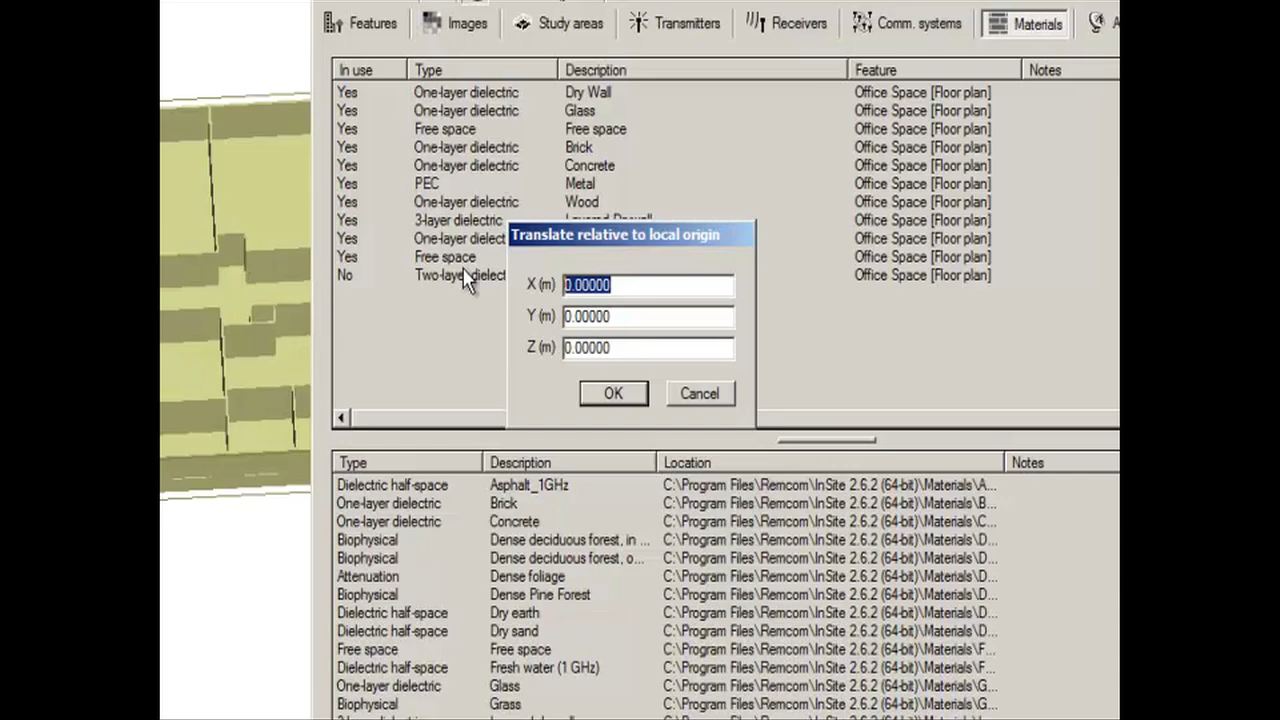 Features Images Study areas Transmitters Receivers Comm. systems Materials
In use Type Description Feature Notes
Yes One-layer dielectric Dry Wall Office Space [Floor plan]
Yes One-layer dielectric Glass Office Space [Floor plan]
Yes Free space Free space Office Space [Floor plan]
Yes One-layer dielectric Brick Office Space [Floor plan]
Yes One-layer dielectric Concrete Office Space [Floor plan]
Yes PEC Metal Office Space [Floor plan]
Yes One-layer dielectric Wood Office Space [Floor plan]
Yes 3-layer dielectric Office Space [Floor plan]
Yes One-layer dielect Office Space [Floor plan]
Yes Free space Office Space [Floor plan]
No Two-layer dielect Office Space [Floor plan]
Translate relative to local origin
X (m) 0.00000
Y (m) 0.00000
Z (m) 0.00000
OK Cancel
Type Description Location Notes
Dielectric half-space Asphalt_1GHz C:\Program Files\Remcom\InSite 2.6.2 (64-bit)\Materials\A...
One-layer dielectric Brick C:\Program Files\Remcom\InSite 2.6.2 (64-bit)\Materials\B...
One-layer dielectric Concrete C:\Program Files\Remcom\InSite 2.6.2 (64-bit)\Materials\C...
Biophysical Dense deciduous forest, in ... C:\Program Files\Remcom\InSite 2.6.2 (64-bit)\Materials\D...
Biophysical Dense deciduous forest, o... C:\Program Files\Remcom\InSite 2.6.2 (64-bit)\Materials\D...
Attenuation Dense foliage C:\Program Files\Remcom\InSite 2.6.2 (64-bit)\Materials\D...
Biophysical Dense Pine Forest C:\Program Files\Remcom\InSite 2.6.2 (64-bit)\Materials\D...
Dielectric half-space Dry earth C:\Program Files\Remcom\InSite 2.6.2 (64-bit)\Materials\D...
Dielectric half-space Dry sand C:\Program Files\Remcom\InSite 2.6.2 (64-bit)\Materials\D...
Free space Free space C:\Program Files\Remcom\InSite 2.6.2 (64-bit)\Materials\F...
Dielectric half-space Fresh water (1 GHz) C:\Program Files\Remcom\InSite 2.6.2 (64-bit)\Materials\F...
One-layer dielectric Glass C:\Program Files\Remcom\InSite 2.6.2 (64-bit)\Materials\G...
Biophysical Grass C:\Program Files\Remcom\InSite 2.6.2 (64-bit)\Materials\G...